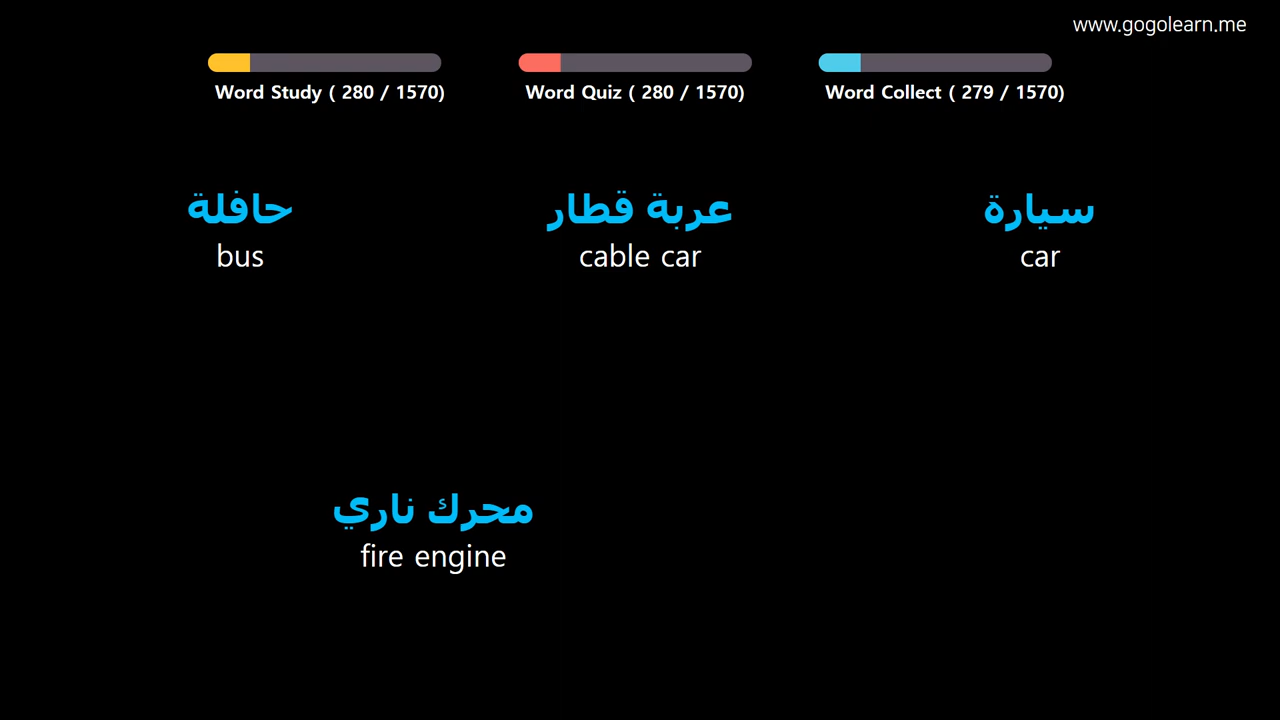 www.gogolearn.me
Word Study ( 280 / 1570)
Word Quiz ( 280 / 1570)
Word Collect ( 279 / 1570)
حافلة
bus
عربة قطار
cable car
سيارة
car
محرك ناري
fire engine